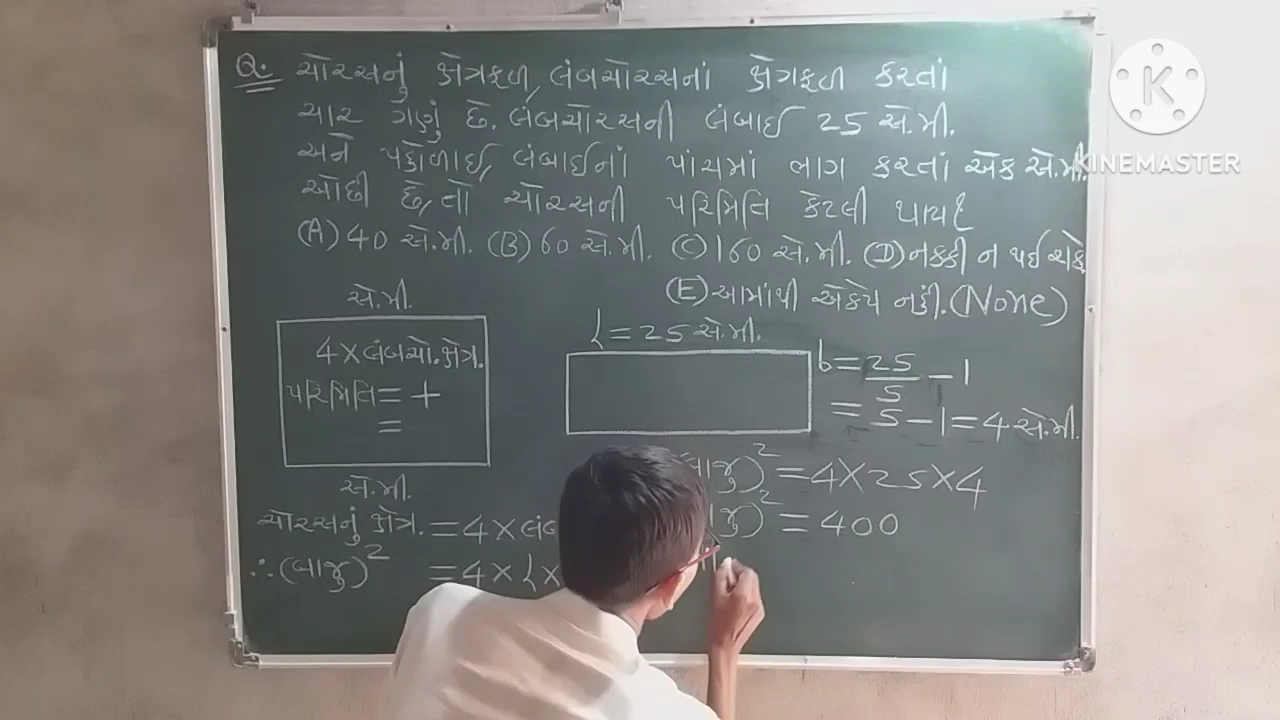 Q. ચોરસનું ક્ષેત્રફળ, લંબચોરસનાં ક્ષેત્રફળ કરતાં
ચાર ગણું છે. લંબચોરસની લંબાઈ 25 સે.મી.
અને પહોળાઈ, લંબાઈનાં પાંચમાં ભાગ કરતાં એક સે.મી.
ઓછી છે, તો ચોરસની પરિમિતિ કેટલી થાય?
(A) 40 સે.મી. (B) 60 સે.મી. (C) 160 સે.મી. (D) નક્કી ન થઈ શકે
(E) આમાંથી એકેય નહીં. (None)
સે.મી.
4×લંબચો.ક્ષેત્ર.
પરિમિતિ= +
=
સે.મી.
l = 25 સે.મી.
b = 25/5 - 1
= 5 - 1 = 4 સે.મી.
ચોરસનું ક્ષેત્ર. = 4 × લંબ
∴ (બાજુ)² = 4 × l ×
(બાજુ)² = 4×25×4
જુ)² = 400
K
KINEMASTER